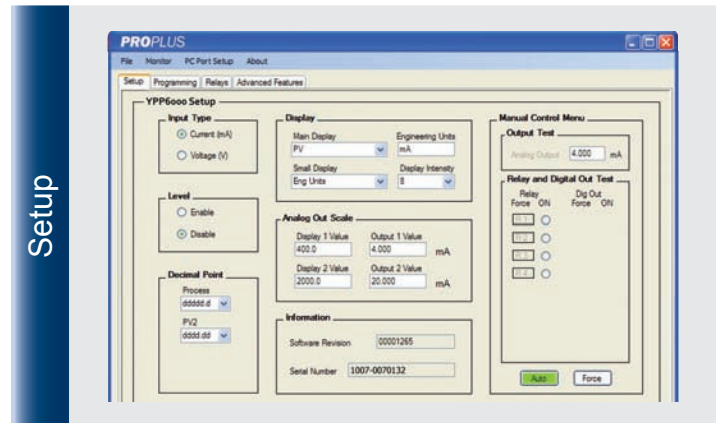 Setup
PROPLUS
File Monitor PC Port Setup About
Setup Programming Relays Advanced Features
YPP6000 Setup
Input Type
Current (mA)
Voltage (V)
Level
Enable
Disable
Decimal Point
Process
ddddd.d
PV2
dddd.dd
Display
Main Display Engineering Units
PV mA
Small Display Display Intensity
Eng Units 8
Analog Out Scale
Display 1 Value Output 1 Value
400.0 4.000 mA
Display 2 Value Output 2 Value
2000.0 20.000 mA
Information
Software Revision 00001265
Serial Number 1007-0070132
Manual Control Menu
Output Test
Analog Output 4.000 mA
Relay and Digital Out Test
Relay Dig Out
Force ON Force ON
R 1
R 2
R 3
R 4
Auto Force